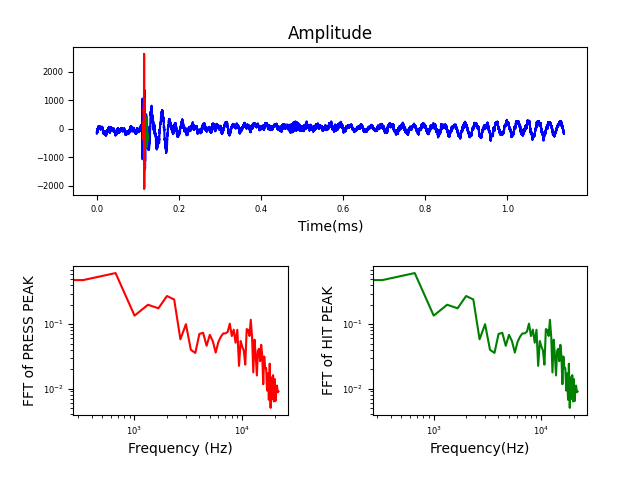 Amplitude
2000
1000
0
−1000
−2000
0.0 0.2 0.4 0.6 0.8 1.0
Time(ms)
FFT of PRESS PEAK
10⁻¹
10⁻²
10³ 10⁴
Frequency (Hz)
FFT of HIT PEAK
10⁻¹
10⁻²
10³ 10⁴
Frequency(Hz)